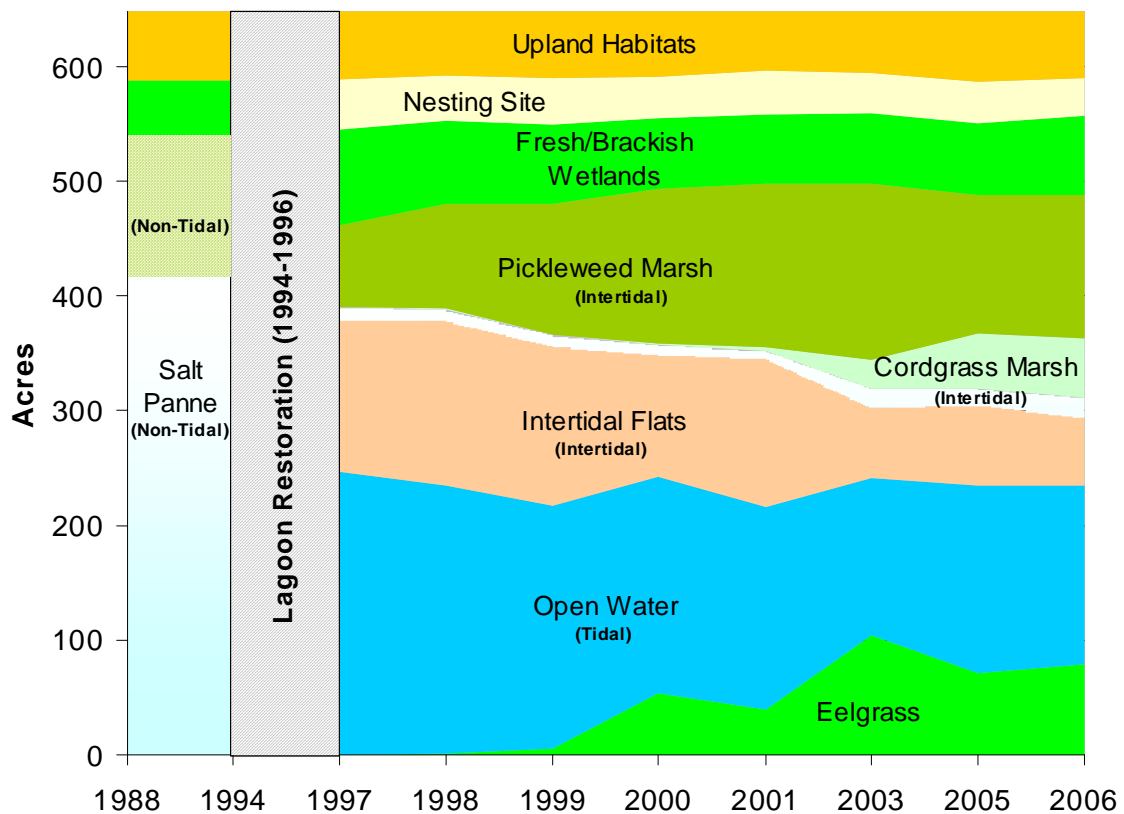 Upland Habitats
Nesting Site
Fresh/Brackish
Wetlands
Pickleweed Marsh
(Intertidal)
Cordgrass Marsh
(Intertidal)
Intertidal Flats
(Intertidal)
Open Water
(Tidal)
Eelgrass
(Non-Tidal)
Salt
Panne
(Non-Tidal)
Lagoon Restoration (1994-1996)
Acres
600
500
400
300
200
100
0
1988 1994 1997 1998 1999 2000 2001 2003 2005 2006